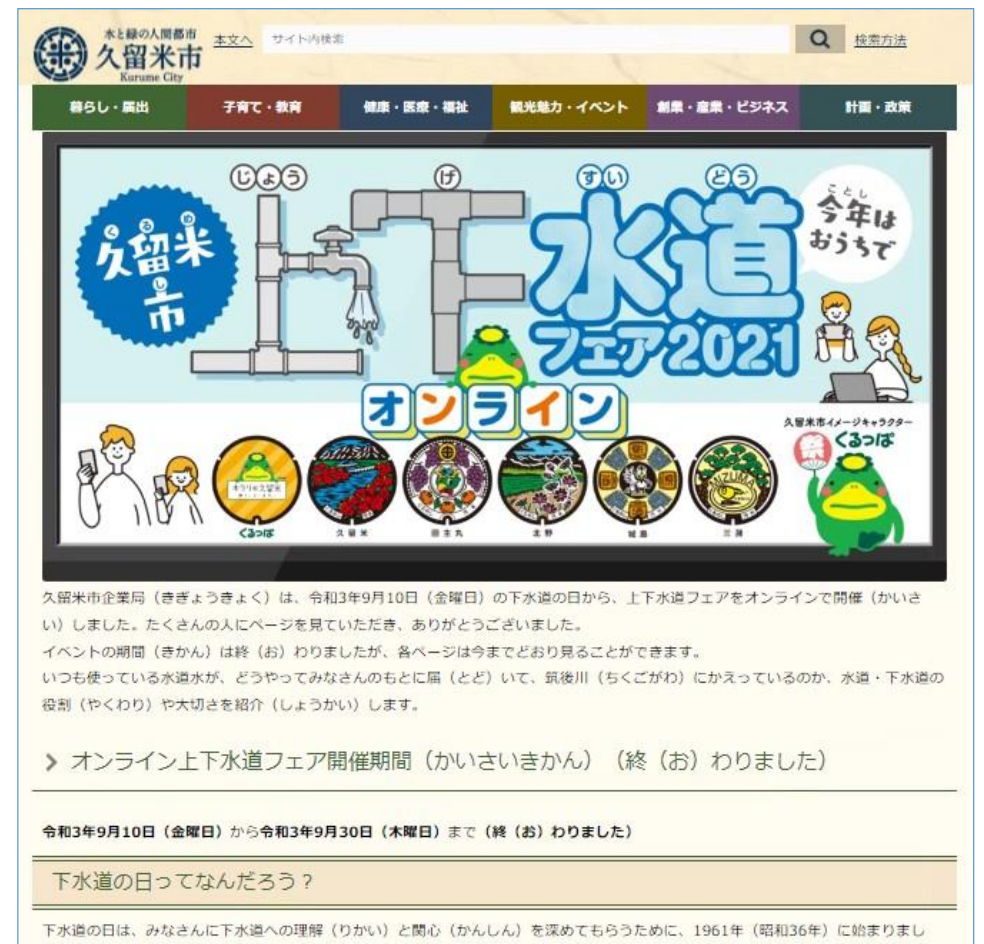 水と緑の人間都市
久留米市
Kurume City
本文へ
サイト内検索
検索方法
暮らし・届出
子育て・教育
健康・医療・福祉
観光魅力・イベント
創業・産業・ビジネス
計画・政策
じょう げ すい どう
くるめし
久留米市
上下水道
フェア2021
オンライン
ことし
今年は
おうちで
久留米市イメージキャラクター
くるっぱ
祭
MIZUMA
くるっぱ
久留米
田主丸
北野
城島
三潴
久留米市企業局（きぎょうきょく）は、令和3年9月10日（金曜日）の下水道の日から、上下水道フェアをオンラインで開催（かいさ
い）しました。たくさんの人にページを見ていただき、ありがとうございました。
イベントの期間（きかん）は終（お）わりましたが、各ページは今までどおり見ることができます。
いつも使っている水道水が、どうやってみなさんのもとに届（とど）いて、筑後川（ちくごがわ）にかえっているのか、水道・下水道の
役割（やくわり）や大切さを紹介（しょうかい）します。
オンライン上下水道フェア開催期間（かいさいきかん）（終（お）わりました）
令和3年9月10日（金曜日）から令和3年9月30日（木曜日）まで（終（お）わりました）
下水道の日ってなんだろう？
下水道の日は、みなさんに下水道への理解（りかい）と関心（かんしん）を深めてもらうために、1961年（昭和36年）に始まりまし